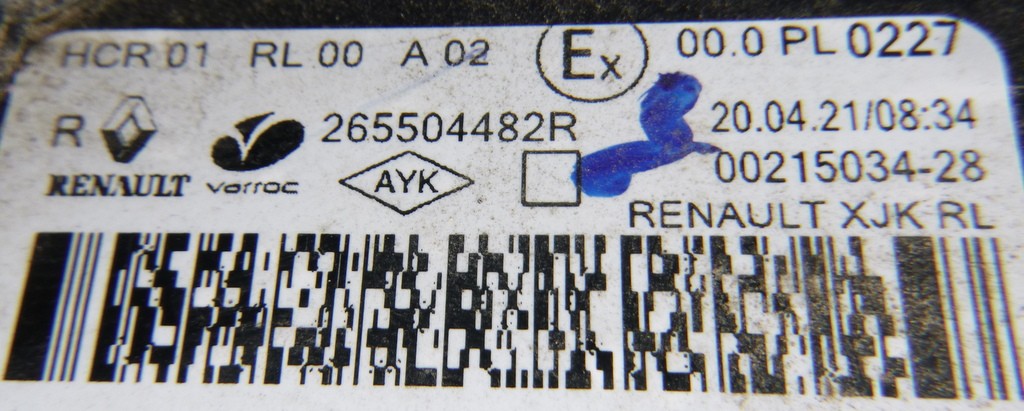 HCR 01 RL 00 A 02 Ex 00.0 PL 0227
R 265504482R 20.04.21/08:34
RENAULT varroc AYK 00215034-28
RENAULT XJK RL